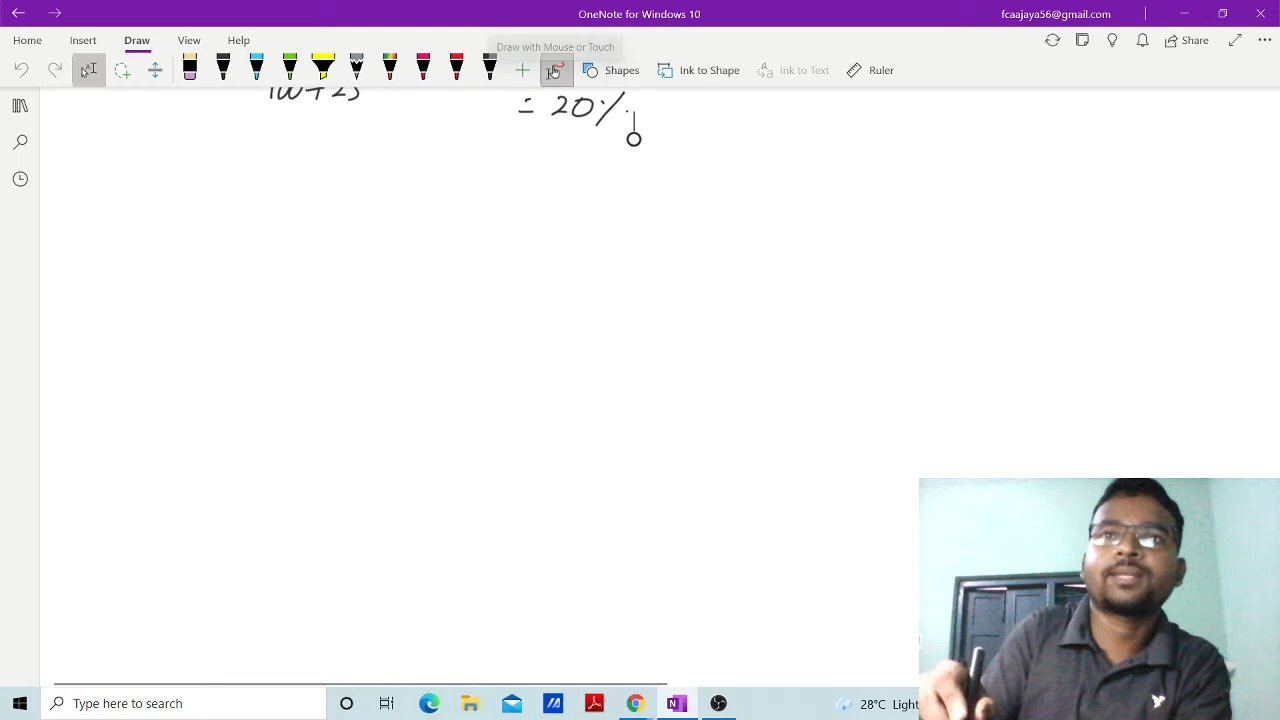 OneNote for Windows 10
fcaajaya56@gmail.com
Home Insert Draw View Help
Draw with Mouse or Touch
Share
Shapes
Ink to Shape
Ink to Text
Ruler
= 20%
Type here to search
28°C Light